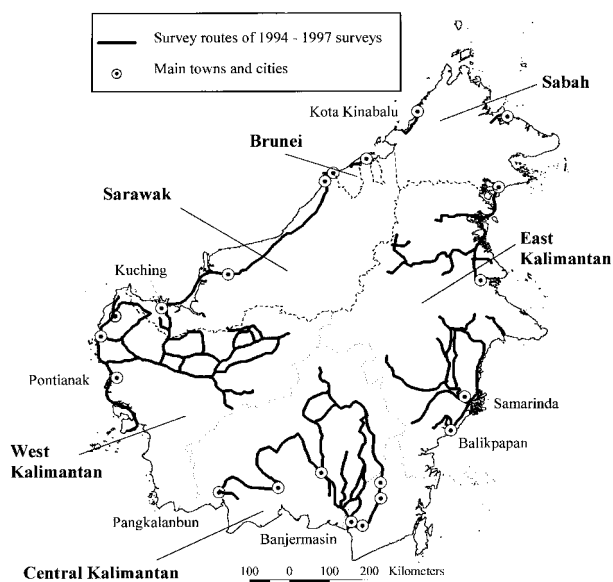 Survey routes of 1994 - 1997 surveys
Main towns and cities
Sabah
Kota Kinabalu
Brunei
Sarawak
East
Kalimantan
Kuching
Pontianak
Samarinda
Balikpapan
West
Kalimantan
Pangkalanbun
Banjermasin
Central Kalimantan
100 0 100 200 Kilometers